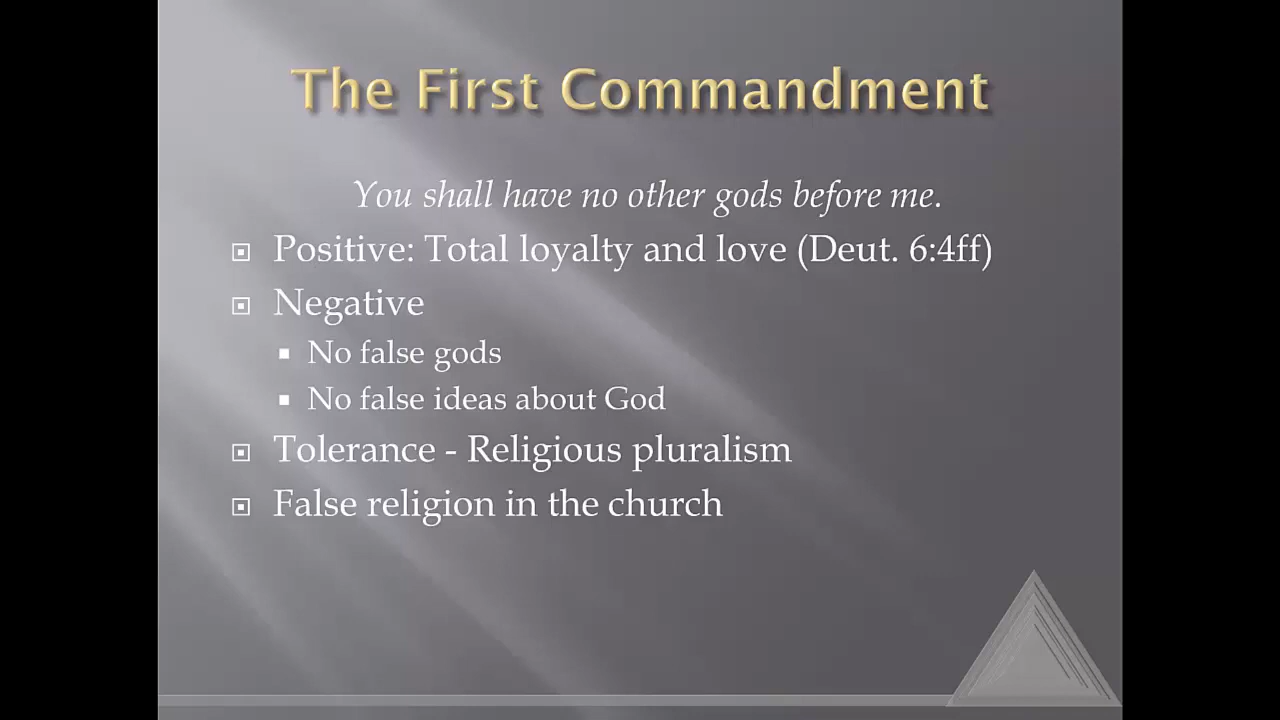 The First Commandment
You shall have no other gods before me.
Positive: Total loyalty and love (Deut. 6:4ff)
Negative
No false gods
No false ideas about God
Tolerance - Religious pluralism
False religion in the church